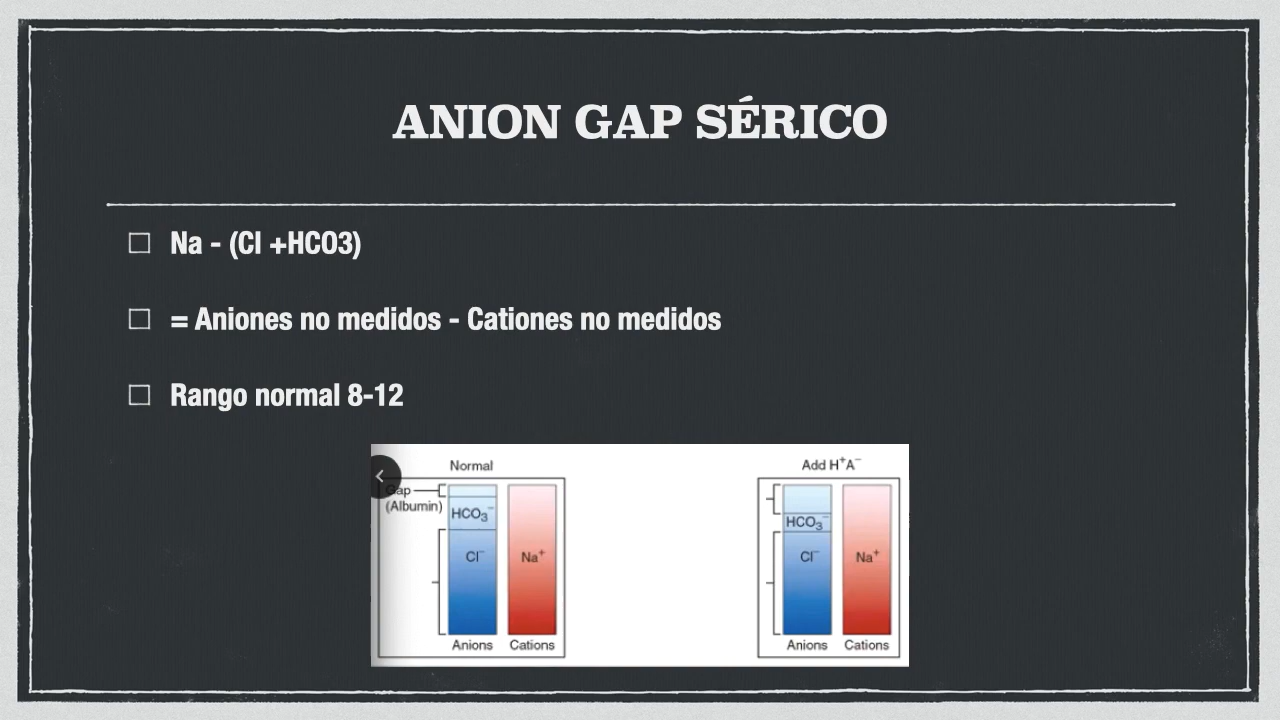 ANION GAP SÉRICO
Na - (Cl +HCO3)
= Aniones no medidos - Cationes no medidos
Rango normal 8-12
Normal
Gap
(Albumin)
HCO₃⁻
Cl⁻
Na⁺
Anions Cations
Add H⁺A⁻
HCO₃⁻
Cl⁻
Na⁺
Anions Cations